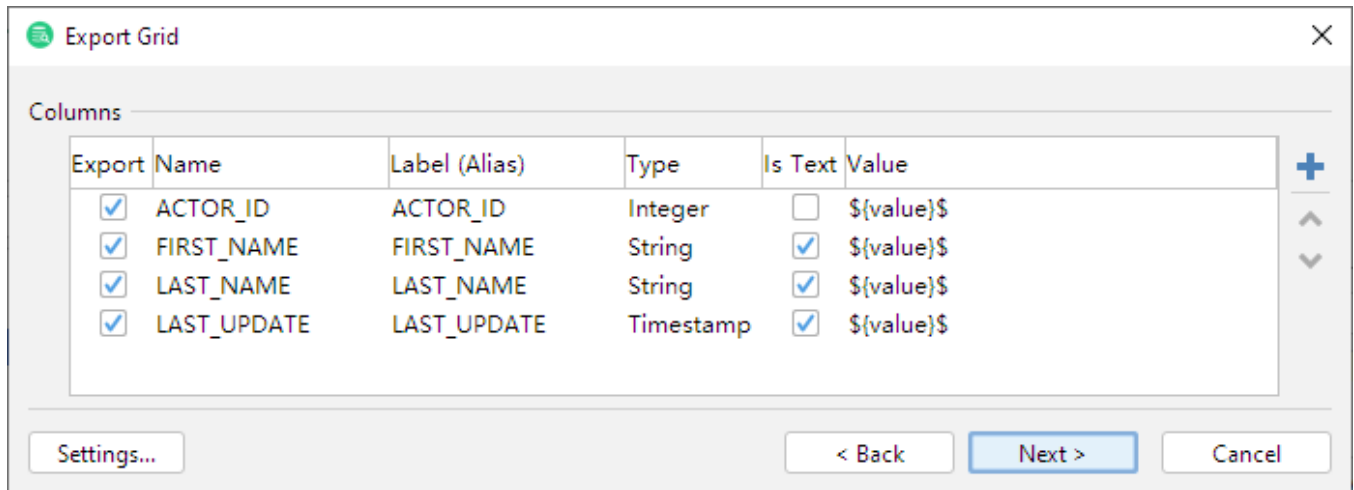 Export Grid
Columns
Export Name Label (Alias) Type Is Text Value
ACTOR_ID ACTOR_ID Integer ${value}$
FIRST_NAME FIRST_NAME String ${value}$
LAST_NAME LAST_NAME String ${value}$
LAST_UPDATE LAST_UPDATE Timestamp ${value}$
Settings... < Back Next > Cancel